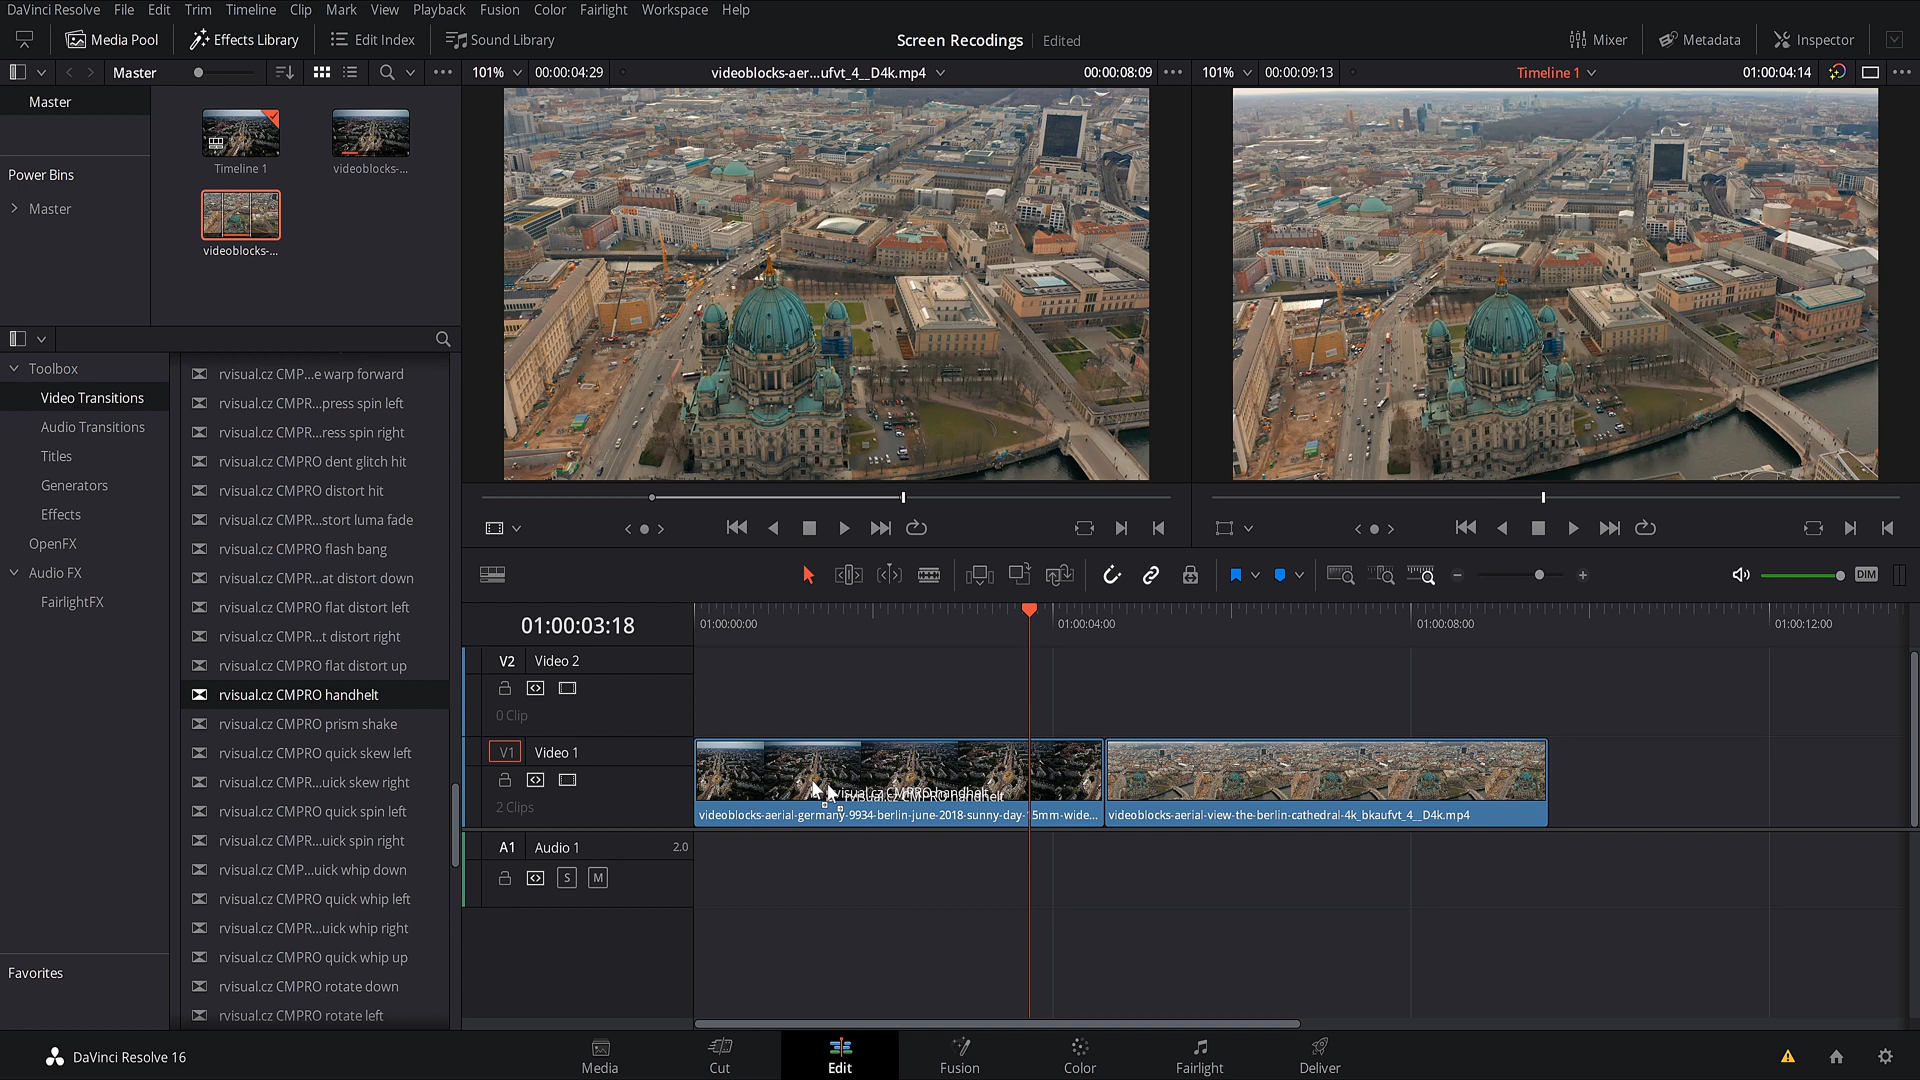 DaVinci Resolve File Edit Trim Timeline Clip Mark View Playback Fusion Color Fairlight Workspace Help
Media Pool Effects Library Edit Index Sound Library Screen Recodings Edited Mixer Metadata Inspector
Master 101% 00:00:04:29 videoblocks-aer...ufvt_4__D4k.mp4 00:00:08:09 101% 00:00:09:13 Timeline 1 01:00:04:14
Master
Timeline 1 videoblocks-...
Power Bins
Master
videoblocks-...
Toolbox
Video Transitions
Audio Transitions
Titles
Generators
Effects
OpenFX
Audio FX
FairlightFX
Favorites
rvisual.cz CMP...e warp forward
rvisual.cz CMPR...press spin left
rvisual.cz CMPR...ress spin right
rvisual.cz CMPRO dent glitch hit
rvisual.cz CMPRO distort hit
rvisual.cz CMPR...stort luma fade
rvisual.cz CMPRO flash bang
rvisual.cz CMPR...at distort down
rvisual.cz CMPRO flat distort left
rvisual.cz CMPR...t distort right
rvisual.cz CMPRO flat distort up
rvisual.cz CMPRO handhelt
rvisual.cz CMPRO prism shake
rvisual.cz CMPRO quick skew left
rvisual.cz CMPR...uick skew right
rvisual.cz CMPRO quick spin left
rvisual.cz CMPR...uick spin right
rvisual.cz CMP...uick whip down
rvisual.cz CMPRO quick whip left
rvisual.cz CMPR...uick whip right
rvisual.cz CMPRO quick whip up
rvisual.cz CMPRO rotate down
rvisual.cz CMPRO rotate left
DIM
01:00:03:18 01:00:00:00 01:00:04:00 01:00:08:00 01:00:12:00
V2 Video 2
0 Clip
V1 Video 1
2 Clips
rvisual.cz CMPRO handhelt
rvisual.cz CMPRO handhelt
videoblocks-aerial-germany-9934-berlin-june-2018-sunny-day-15mm-wide... videoblocks-aerial-view-the-berlin-cathedral-4k_bkaufvt_4__D4k.mp4
A1 Audio 1 2.0
S M
DaVinci Resolve 16 Media Cut Edit Fusion Color Fairlight Deliver